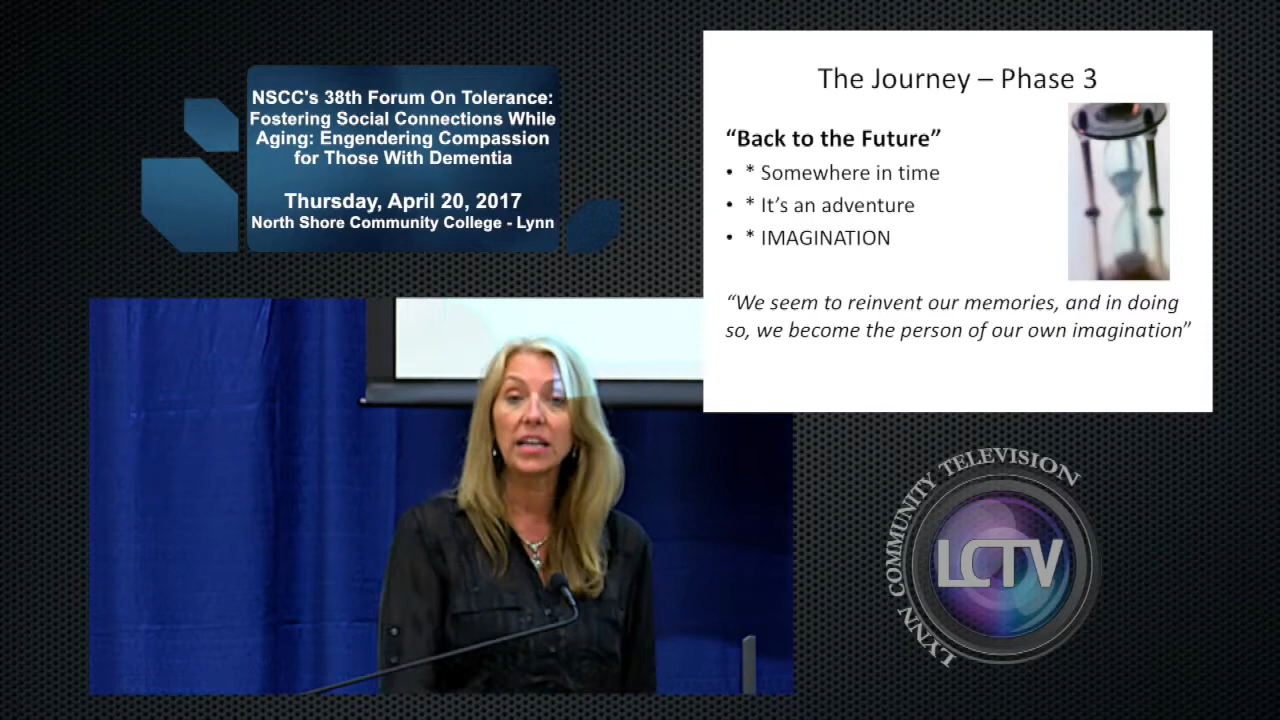 NSCC's 38th Forum On Tolerance:
Fostering Social Connections While
Aging: Engendering Compassion
for Those With Dementia
Thursday, April 20, 2017
North Shore Community College - Lynn
The Journey – Phase 3
“Back to the Future”
• * Somewhere in time
• * It’s an adventure
• * IMAGINATION
“We seem to reinvent our memories, and in doing
so, we become the person of our own imagination”
LYNN COMMUNITY TELEVISION
LCTV